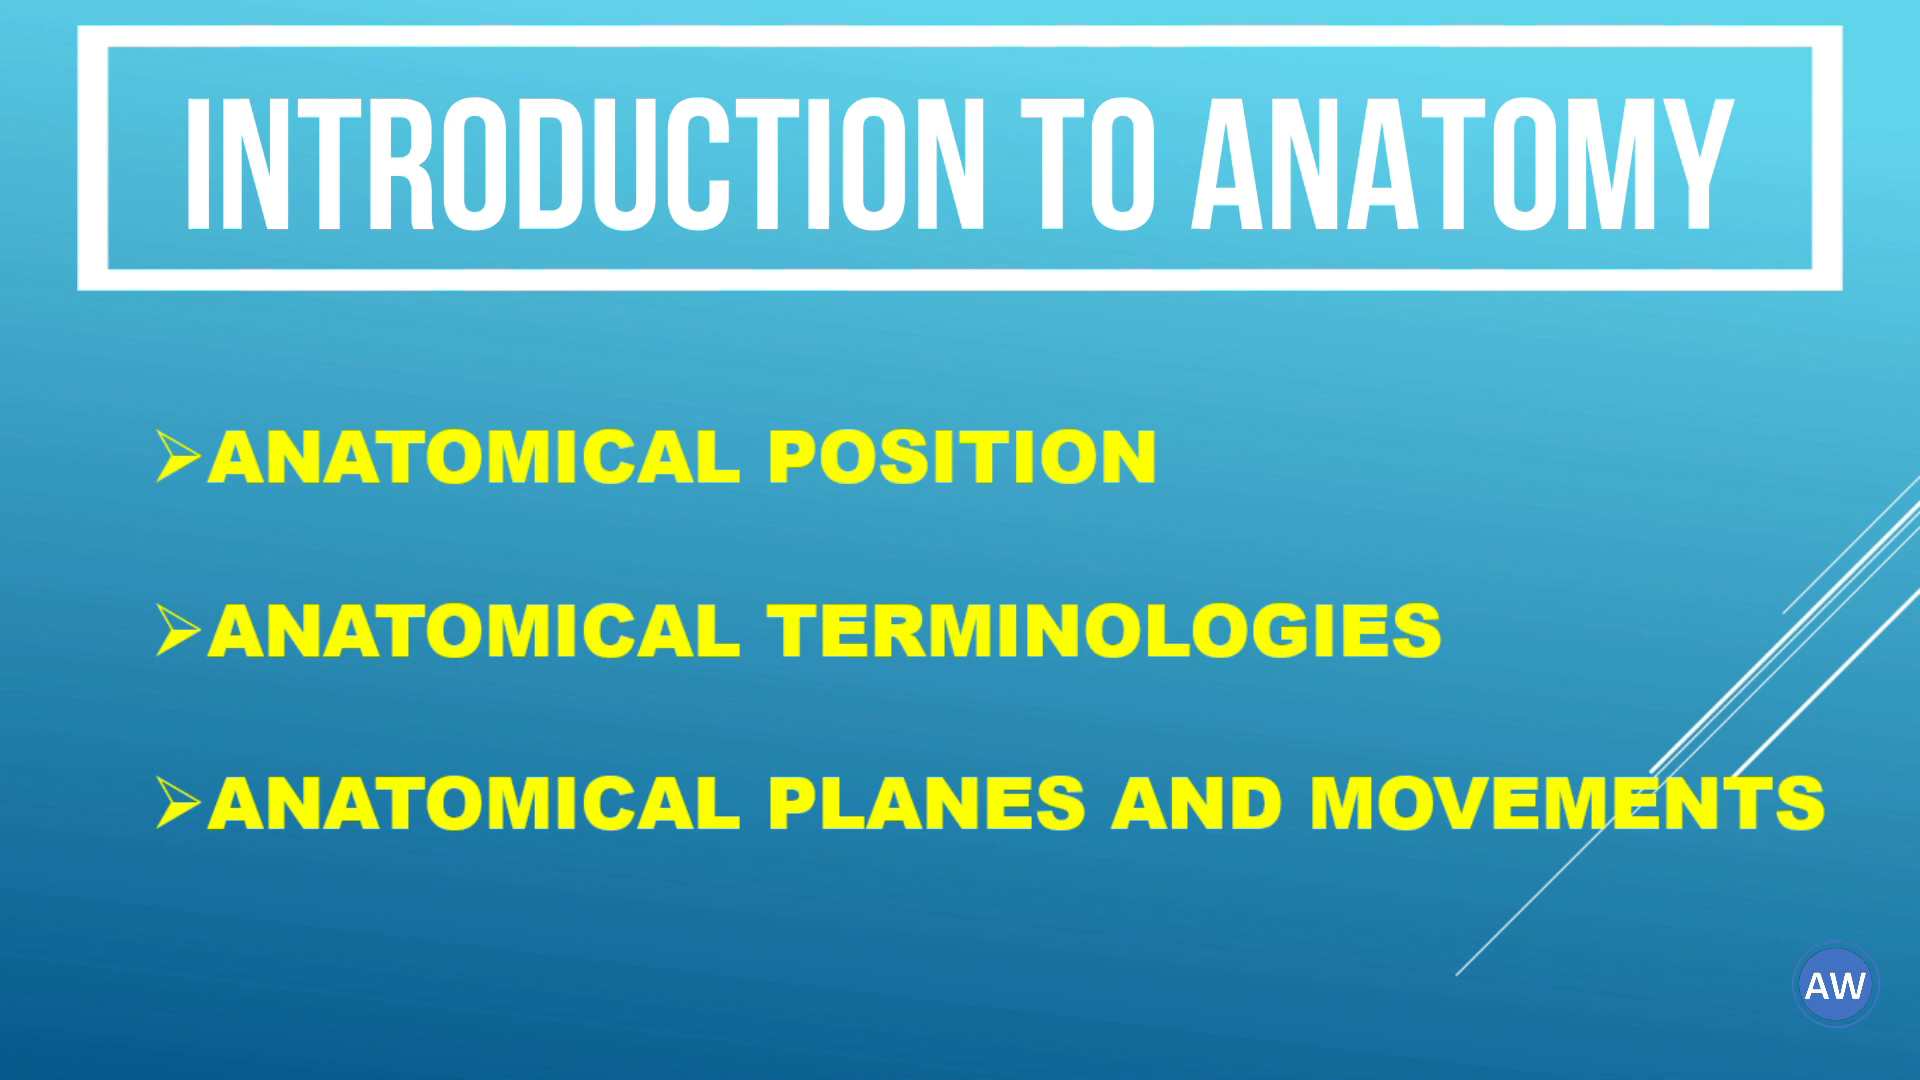 INTRODUCTION TO ANATOMY
ANATOMICAL POSITION
ANATOMICAL TERMINOLOGIES
ANATOMICAL PLANES AND MOVEMENTS
AW